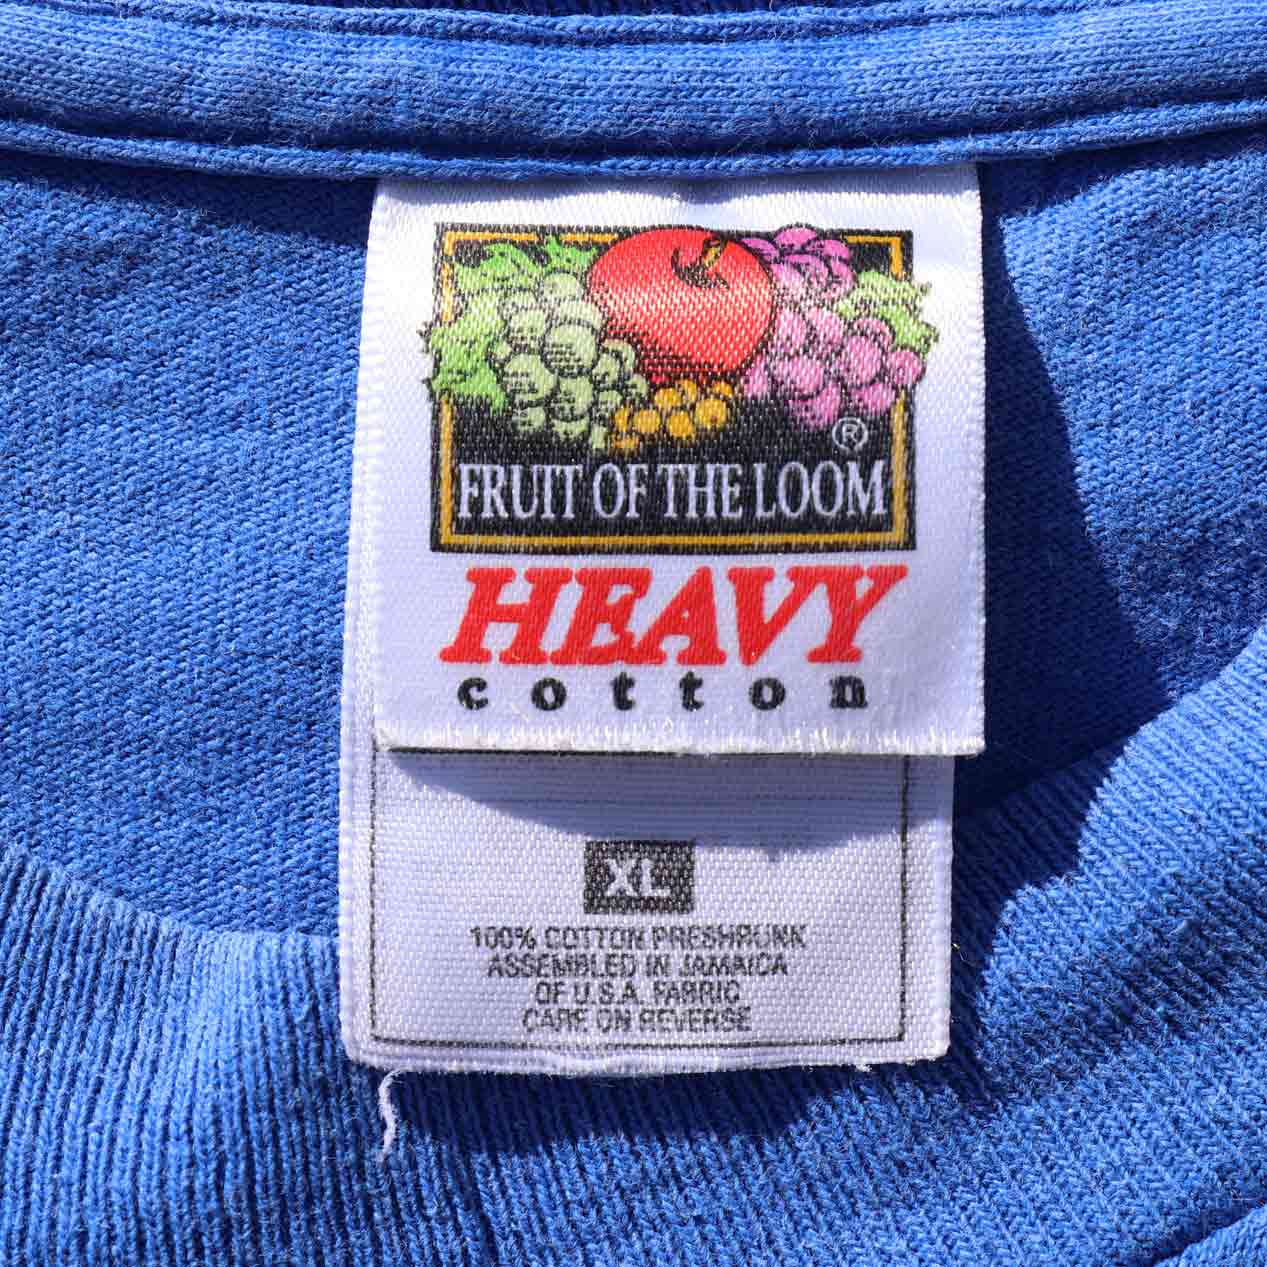 ®
FRUIT OF THE LOOM
HEAVY
cotton
XL
100% COTTON PRESHRUNK
ASSEMBLED IN JAMAICA
OF U.S.A. FABRIC
CARE ON REVERSE